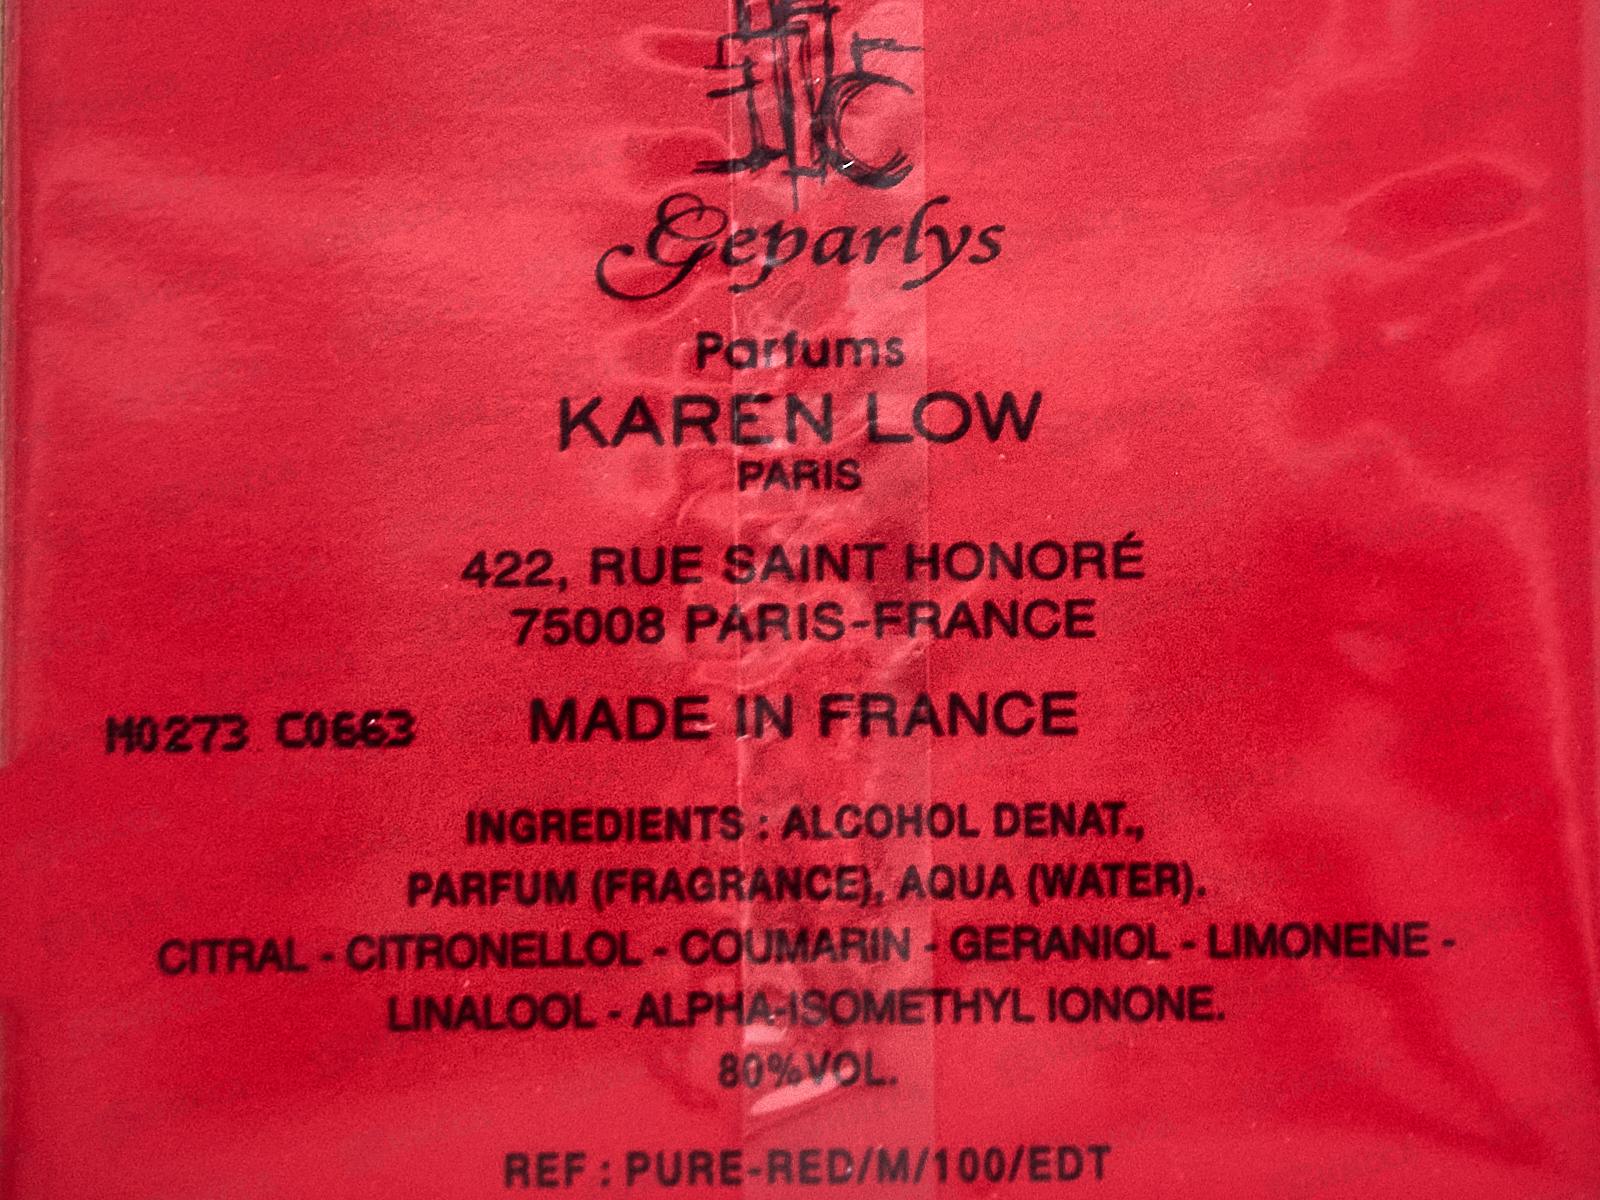 Geparlys
Parfums
KAREN LOW
PARIS
422, RUE SAINT HONORÉ
75008 PARIS-FRANCE
M0273 C0663 MADE IN FRANCE
INGREDIENTS : ALCOHOL DENAT.,
PARFUM (FRAGRANCE), AQUA (WATER).
CITRAL - CITRONELLOL - COUMARIN - GERANIOL - LIMONENE -
LINALOOL - ALPHA-ISOMETHYL IONONE.
80%VOL.
REF : PURE-RED/M/100/EDT